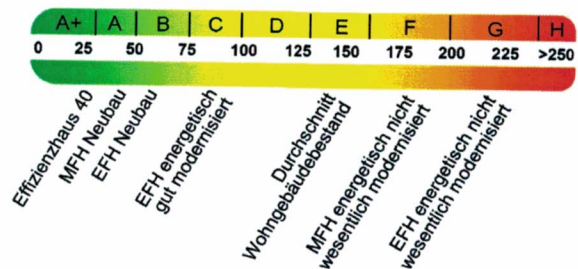 A+ A B C D E F G H
0 25 50 75 100 125 150 175 200 225 >250
Effizienzhaus 40
MFH Neubau
EFH Neubau
EFH energetisch
gut modernisiert
Durchschnitt
Wohngebäudebestand
MFH energetisch nicht
wesentlich modernisiert
EFH energetisch nicht
wesentlich modernisiert